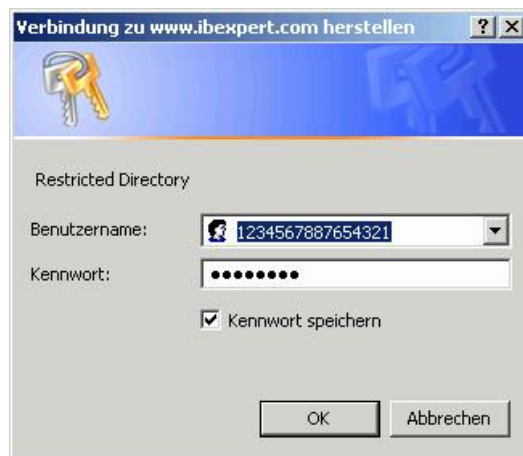 Verbindung zu www.ibexpert.com herstellen
Restricted Directory
Benutzername: 1234567887654321
Kennwort: ●●●●●●●●
Kennwort speichern
OK Abbrechen